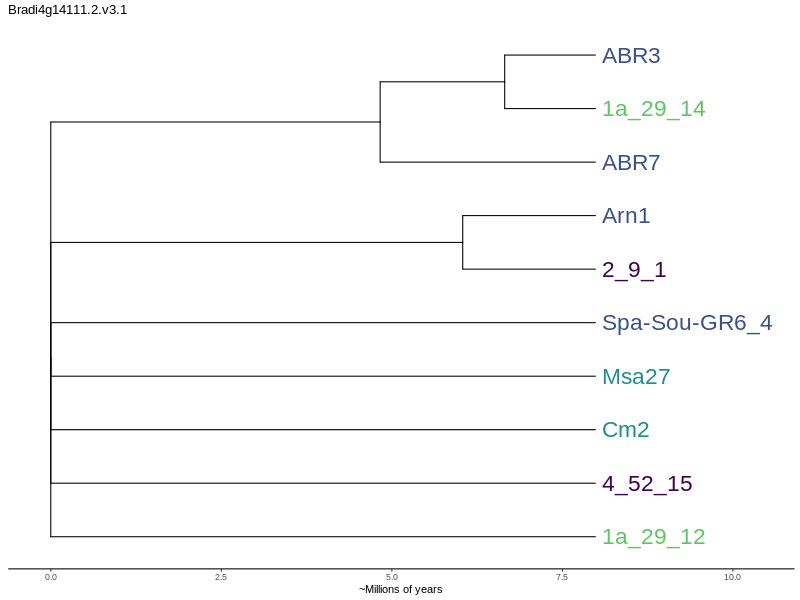 Bradi4g14111.2.v3.1
ABR3
1a_29_14
ABR7
Arn1
2_9_1
Spa-Sou-GR6_4
Msa27
Cm2
4_52_15
1a_29_12
0.0 2.5 5.0 7.5 10.0
~Millions of years